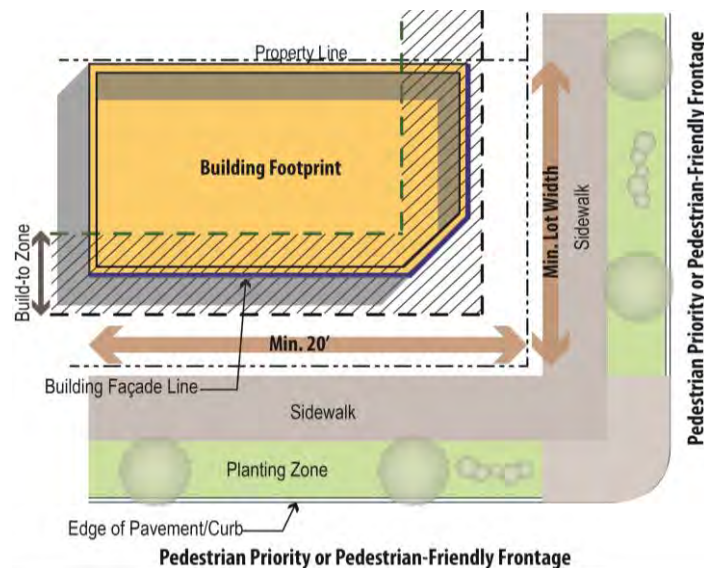 Property Line
Building Footprint
Build-to Zone
Min. Lot Width
Sidewalk
Pedestrian Priority or Pedestrian-Friendly Frontage
Min. 20'
Building Façade Line
Sidewalk
Planting Zone
Edge of Pavement/Curb
Pedestrian Priority or Pedestrian-Friendly Frontage